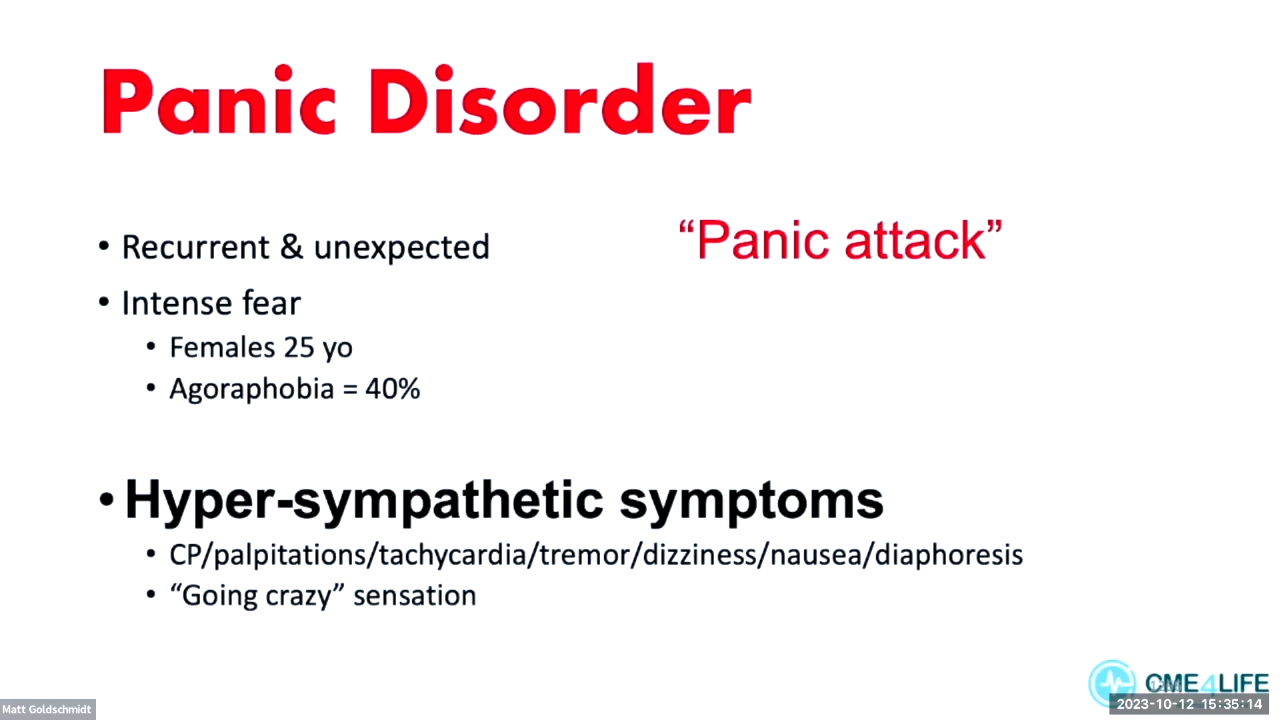 Panic Disorder
• Recurrent & unexpected
“Panic attack”
• Intense fear
• Females 25 yo
• Agoraphobia = 40%
• Hyper-sympathetic symptoms
• CP/palpitations/tachycardia/tremor/dizziness/nausea/diaphoresis
• “Going crazy” sensation
CME4LIFE
2023-10-12 15:35:14
Matt Goldschmidt